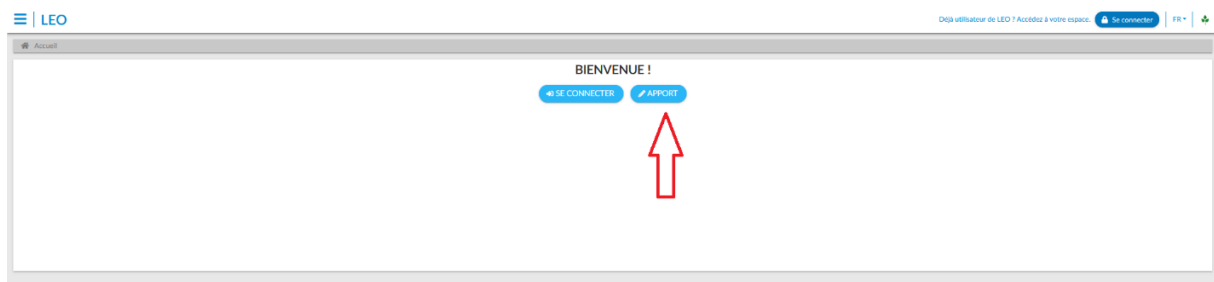 LEO
Déjà utilisateur de LEO ? Accédez à votre espace. Se connecter FR
Accueil
BIENVENUE !
SE CONNECTER APPORT